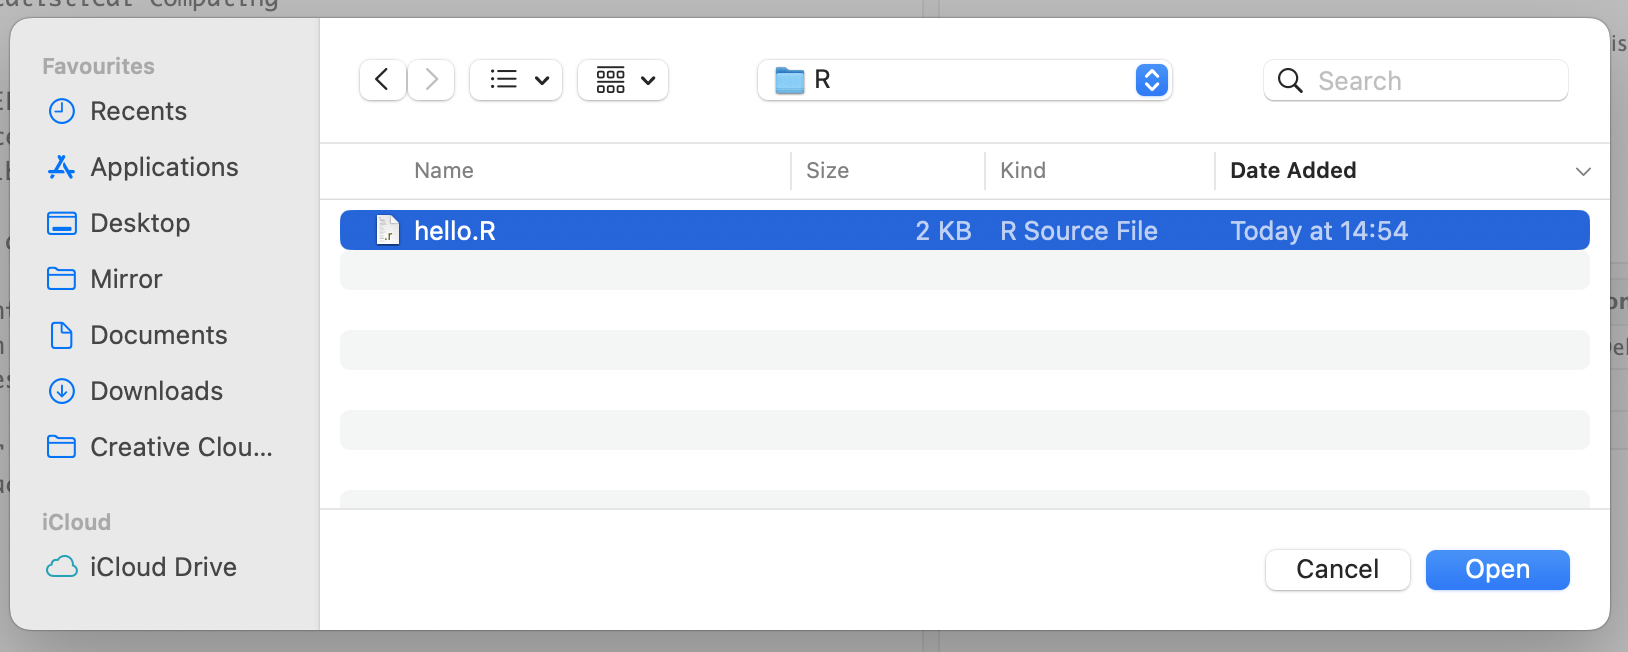 Computing
Favourites
Recents
Applications
Desktop
Mirror
Documents
Downloads
Creative Clou...
iCloud
iCloud Drive
R
Search
Name Size Kind Date Added
.r hello.R 2 KB R Source File Today at 14:54
Cancel Open